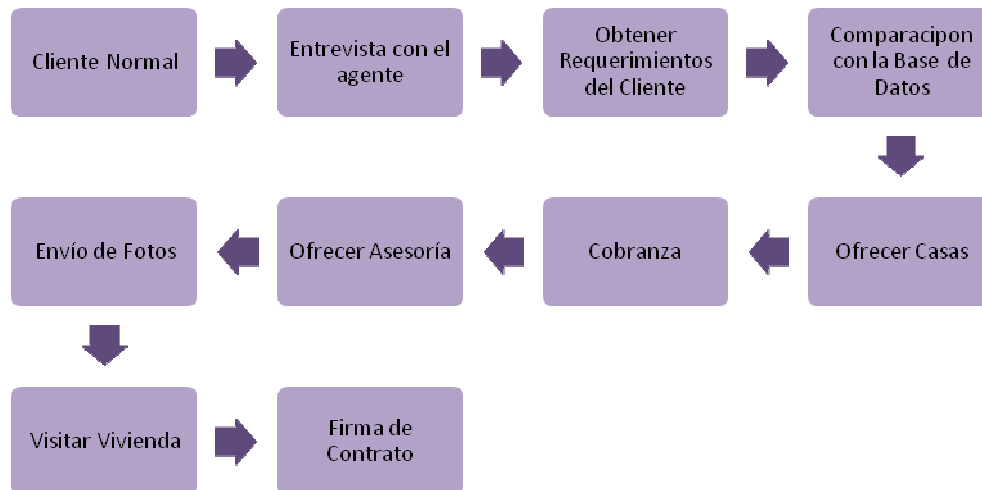 Cliente Normal
Entrevista con el
agente
Obtener
Requerimientos
del Cliente
Comparacipon
con la Base de
Datos
Ofrecer Casas
Cobranza
Ofrecer Asesoría
Envío de Fotos
Visitar Vivienda
Firma de
Contrato